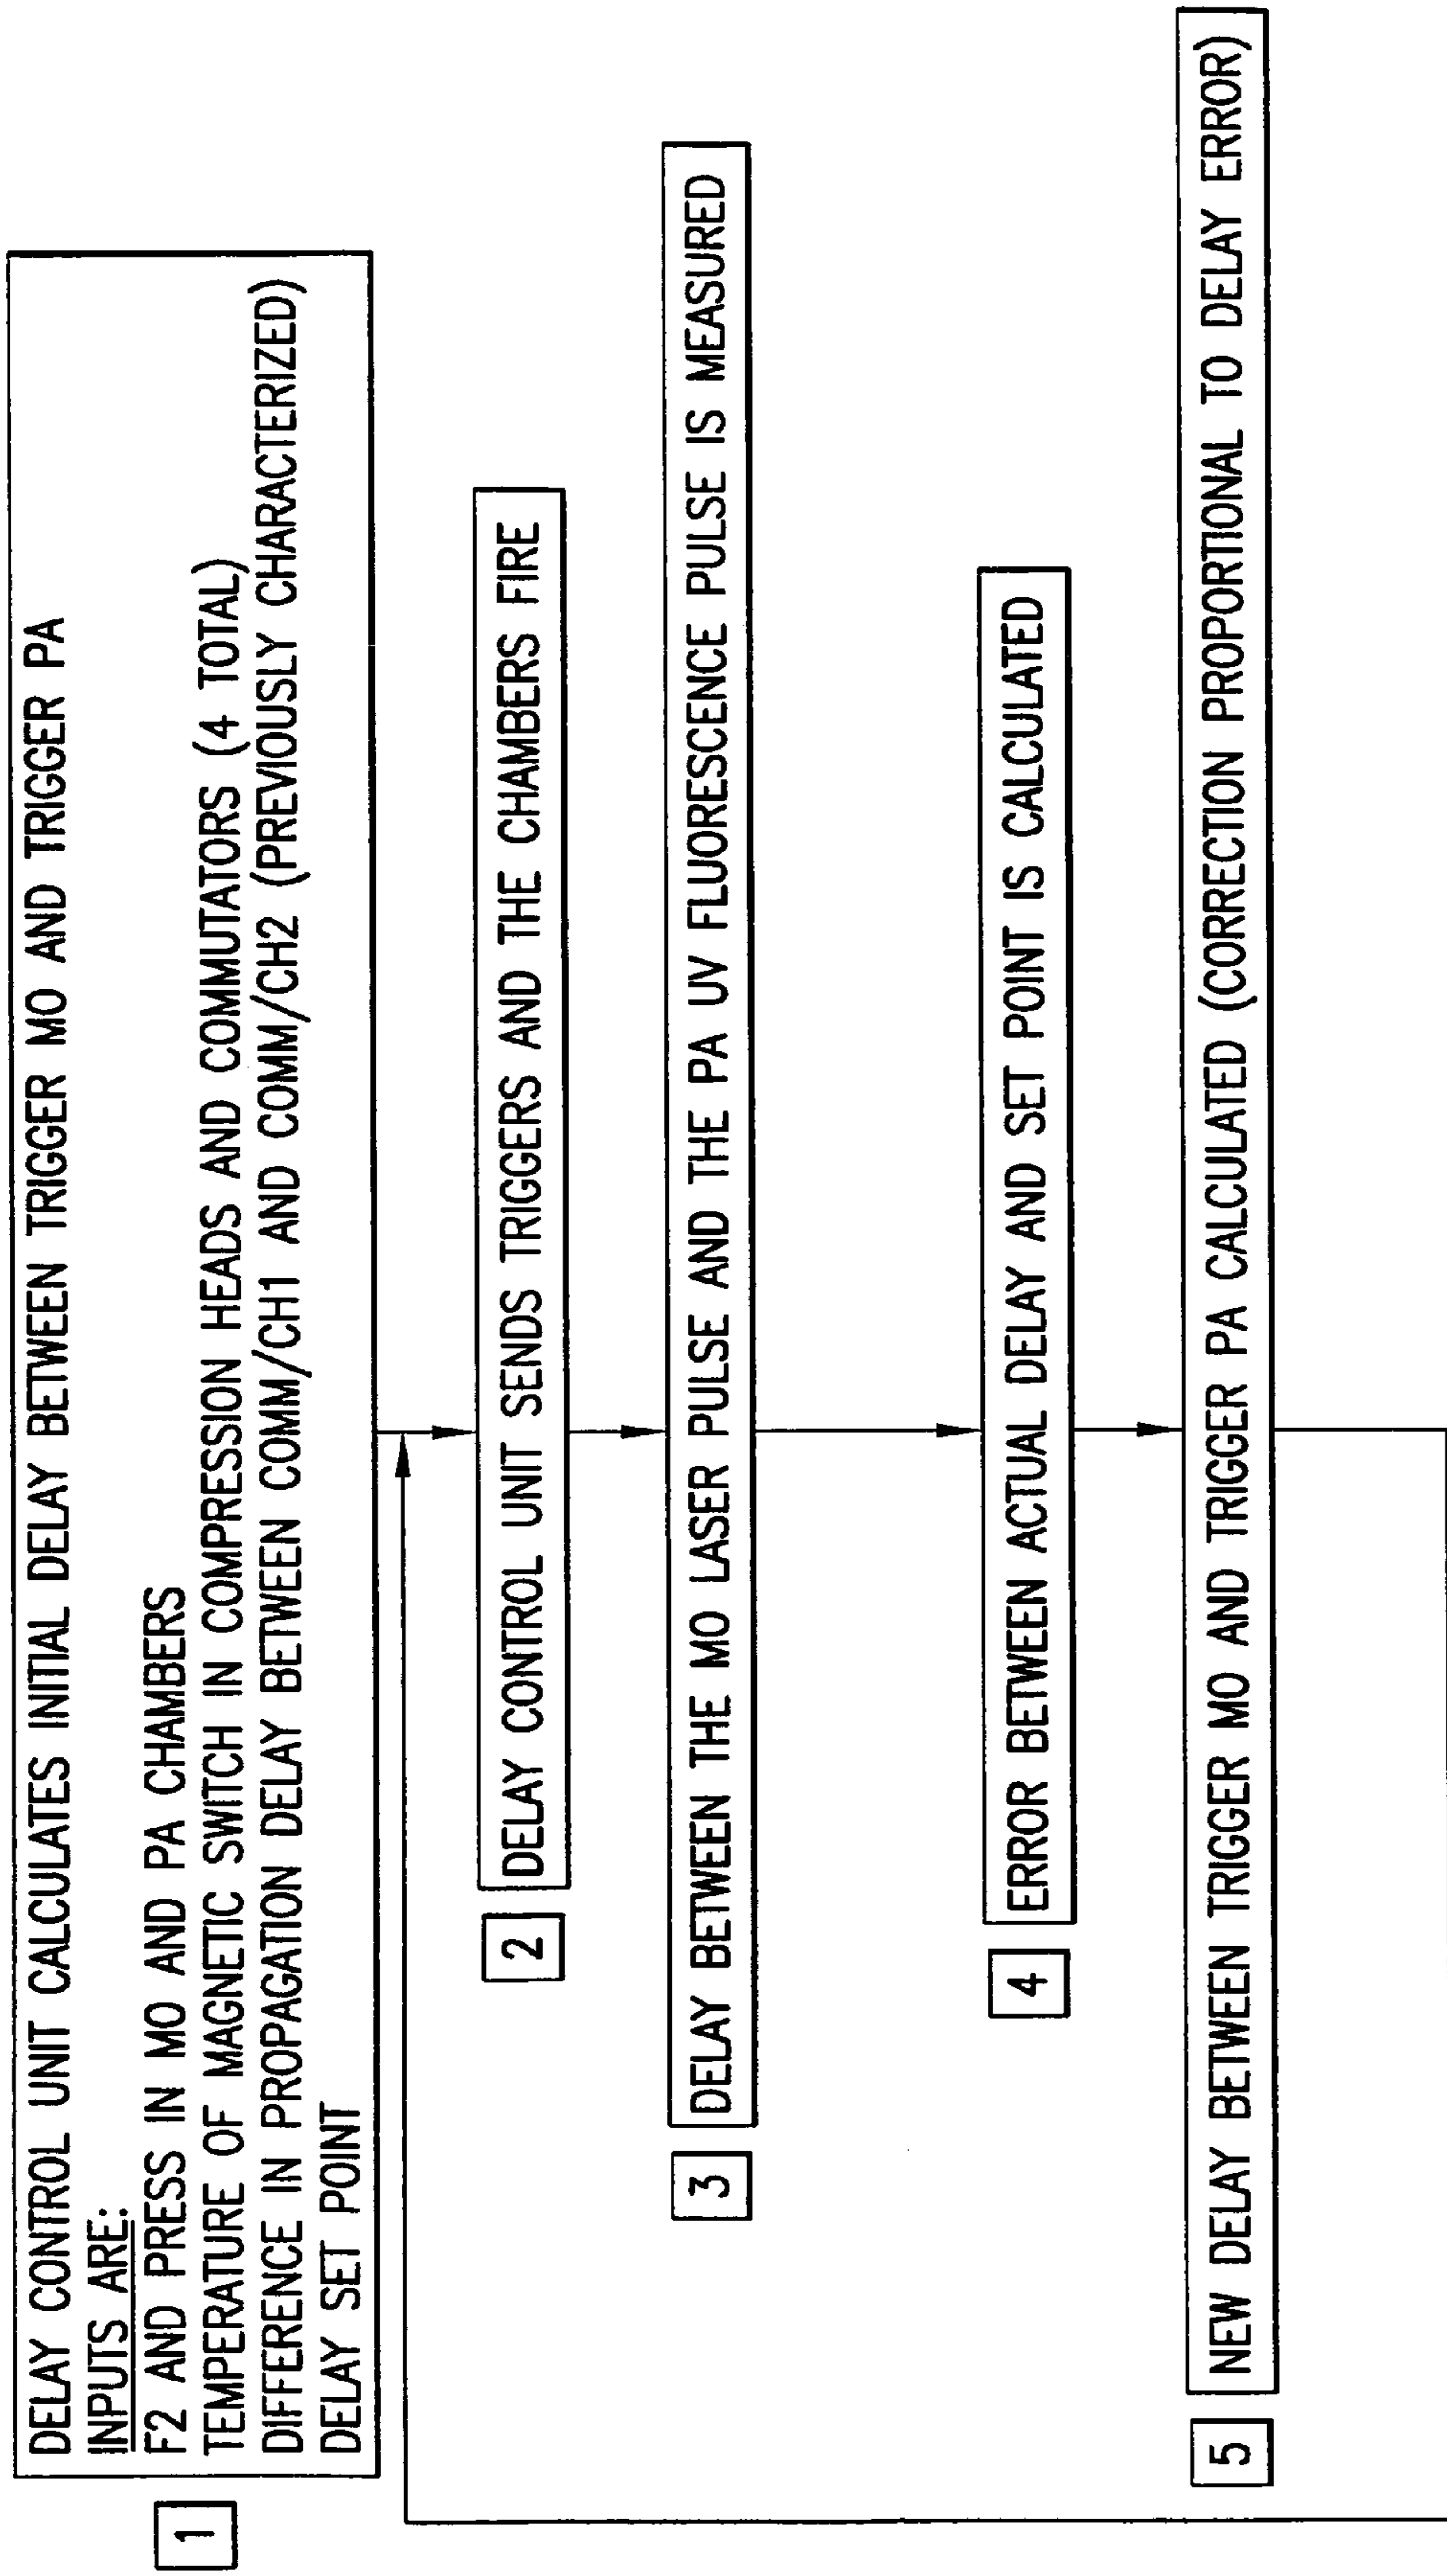 1
DELAY CONTROL UNIT CALCULATES INITIAL DELAY BETWEEN TRIGGER MO AND TRIGGER PA
INPUTS ARE:
F2 AND PRESS IN MO AND PA CHAMBERS
TEMPERATURE OF MAGNETIC SWITCH IN COMPRESSION HEADS AND COMMUTATORS (4 TOTAL)
DIFFERENCE IN PROPAGATION DELAY BETWEEN COMM/CH1 AND COMM/CH2 (PREVIOUSLY CHARACTERIZED)
DELAY SET POINT
2
DELAY CONTROL UNIT SENDS TRIGGERS AND THE CHAMBERS FIRE
3
DELAY BETWEEN THE MO LASER PULSE AND THE PA UV FLUORESCENCE PULSE IS MEASURED
4
ERROR BETWEEN ACTUAL DELAY AND SET POINT IS CALCULATED
5
NEW DELAY BETWEEN TRIGGER MO AND TRIGGER PA CALCULATED (CORRECTION PROPORTIONAL TO DELAY ERROR)